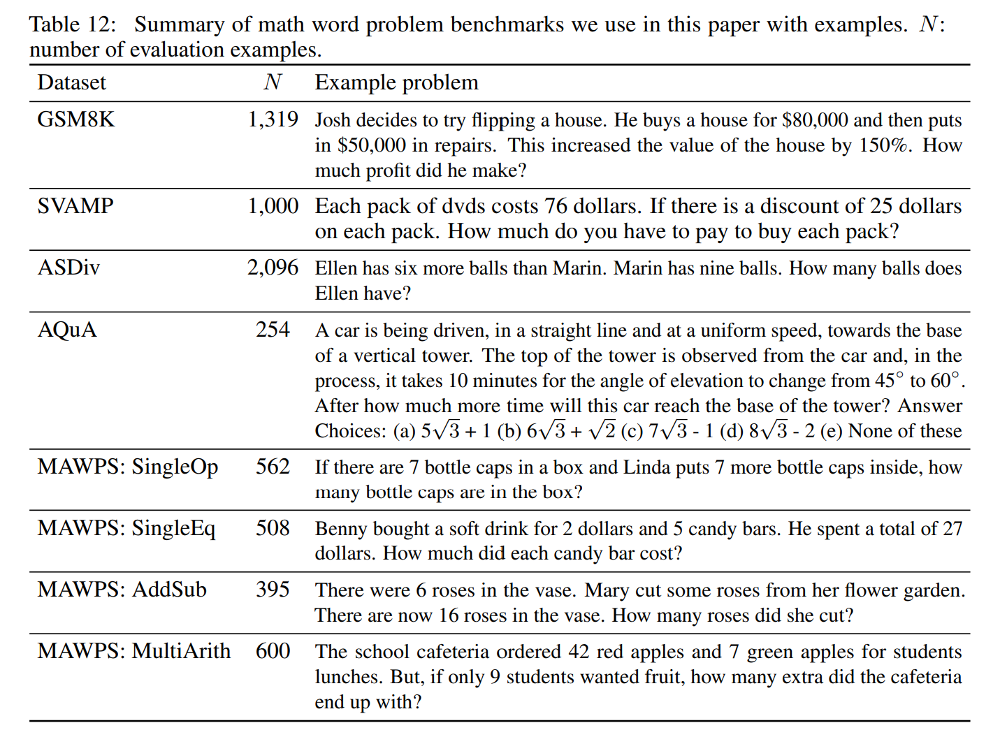 Table 12: Summary of math word problem benchmarks we use in this paper with examples. N:
number of evaluation examples.
Dataset N Example problem
GSM8K 1,319 Josh decides to try flipping a house. He buys a house for $80,000 and then puts
in $50,000 in repairs. This increased the value of the house by 150%. How
much profit did he make?
SVAMP 1,000 Each pack of dvds costs 76 dollars. If there is a discount of 25 dollars
on each pack. How much do you have to pay to buy each pack?
ASDiv 2,096 Ellen has six more balls than Marin. Marin has nine balls. How many balls does
Ellen have?
AQuA 254 A car is being driven, in a straight line and at a uniform speed, towards the base
of a vertical tower. The top of the tower is observed from the car and, in the
process, it takes 10 minutes for the angle of elevation to change from 45° to 60°.
After how much more time will this car reach the base of the tower? Answer
Choices: (a) 5√3 + 1 (b) 6√3 + √2 (c) 7√3 - 1 (d) 8√3 - 2 (e) None of these
MAWPS: SingleOp 562 If there are 7 bottle caps in a box and Linda puts 7 more bottle caps inside, how
many bottle caps are in the box?
MAWPS: SingleEq 508 Benny bought a soft drink for 2 dollars and 5 candy bars. He spent a total of 27
dollars. How much did each candy bar cost?
MAWPS: AddSub 395 There were 6 roses in the vase. Mary cut some roses from her flower garden.
There are now 16 roses in the vase. How many roses did she cut?
MAWPS: MultiArith 600 The school cafeteria ordered 42 red apples and 7 green apples for students
lunches. But, if only 9 students wanted fruit, how many extra did the cafeteria
end up with?